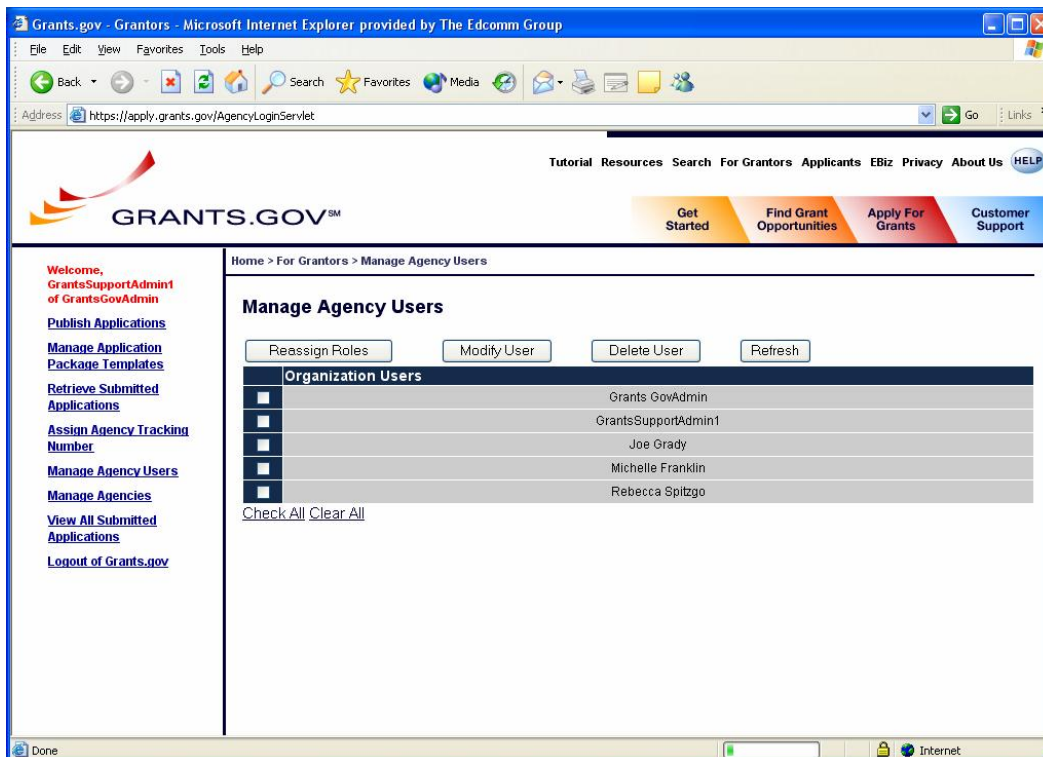 Grants.gov - Grantors - Microsoft Internet Explorer provided by The Edcomm Group
File Edit View Favorites Tools Help
Back Search Favorites Media
Address https://apply.grants.gov/AgencyLoginServlet Go Links
Tutorial Resources Search For Grantors Applicants EBiz Privacy About Us HELP
GRANTS.GOV℠
Get Started
Find Grant Opportunities
Apply For Grants
Customer Support
Welcome,
GrantsSupportAdmin1
of GrantsGovAdmin
Publish Applications
Manage Application
Package Templates
Retrieve Submitted
Applications
Assign Agency Tracking
Number
Manage Agency Users
Manage Agencies
View All Submitted
Applications
Logout of Grants.gov
Home > For Grantors > Manage Agency Users
Manage Agency Users
Reassign Roles Modify User Delete User Refresh
Organization Users
Grants GovAdmin
GrantsSupportAdmin1
Joe Grady
Michelle Franklin
Rebecca Spitzgo
Check All Clear All
Done Internet